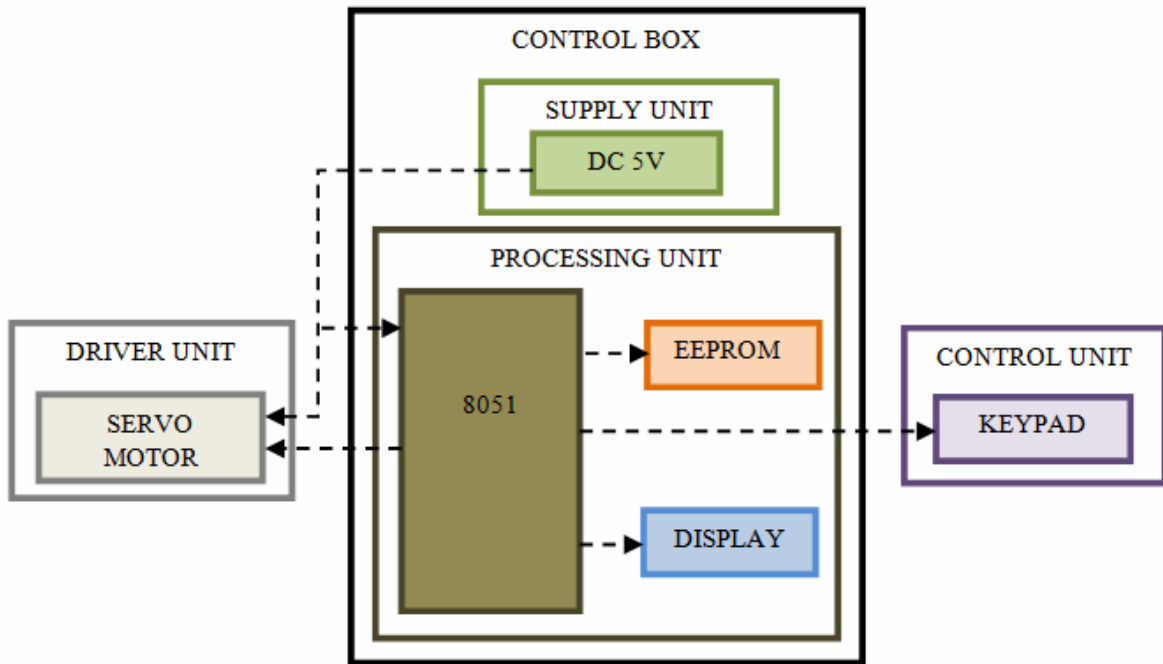 CONTROL BOX
SUPPLY UNIT
DC 5V
PROCESSING UNIT
8051
EEPROM
DISPLAY
DRIVER UNIT
SERVO
MOTOR
CONTROL UNIT
KEYPAD